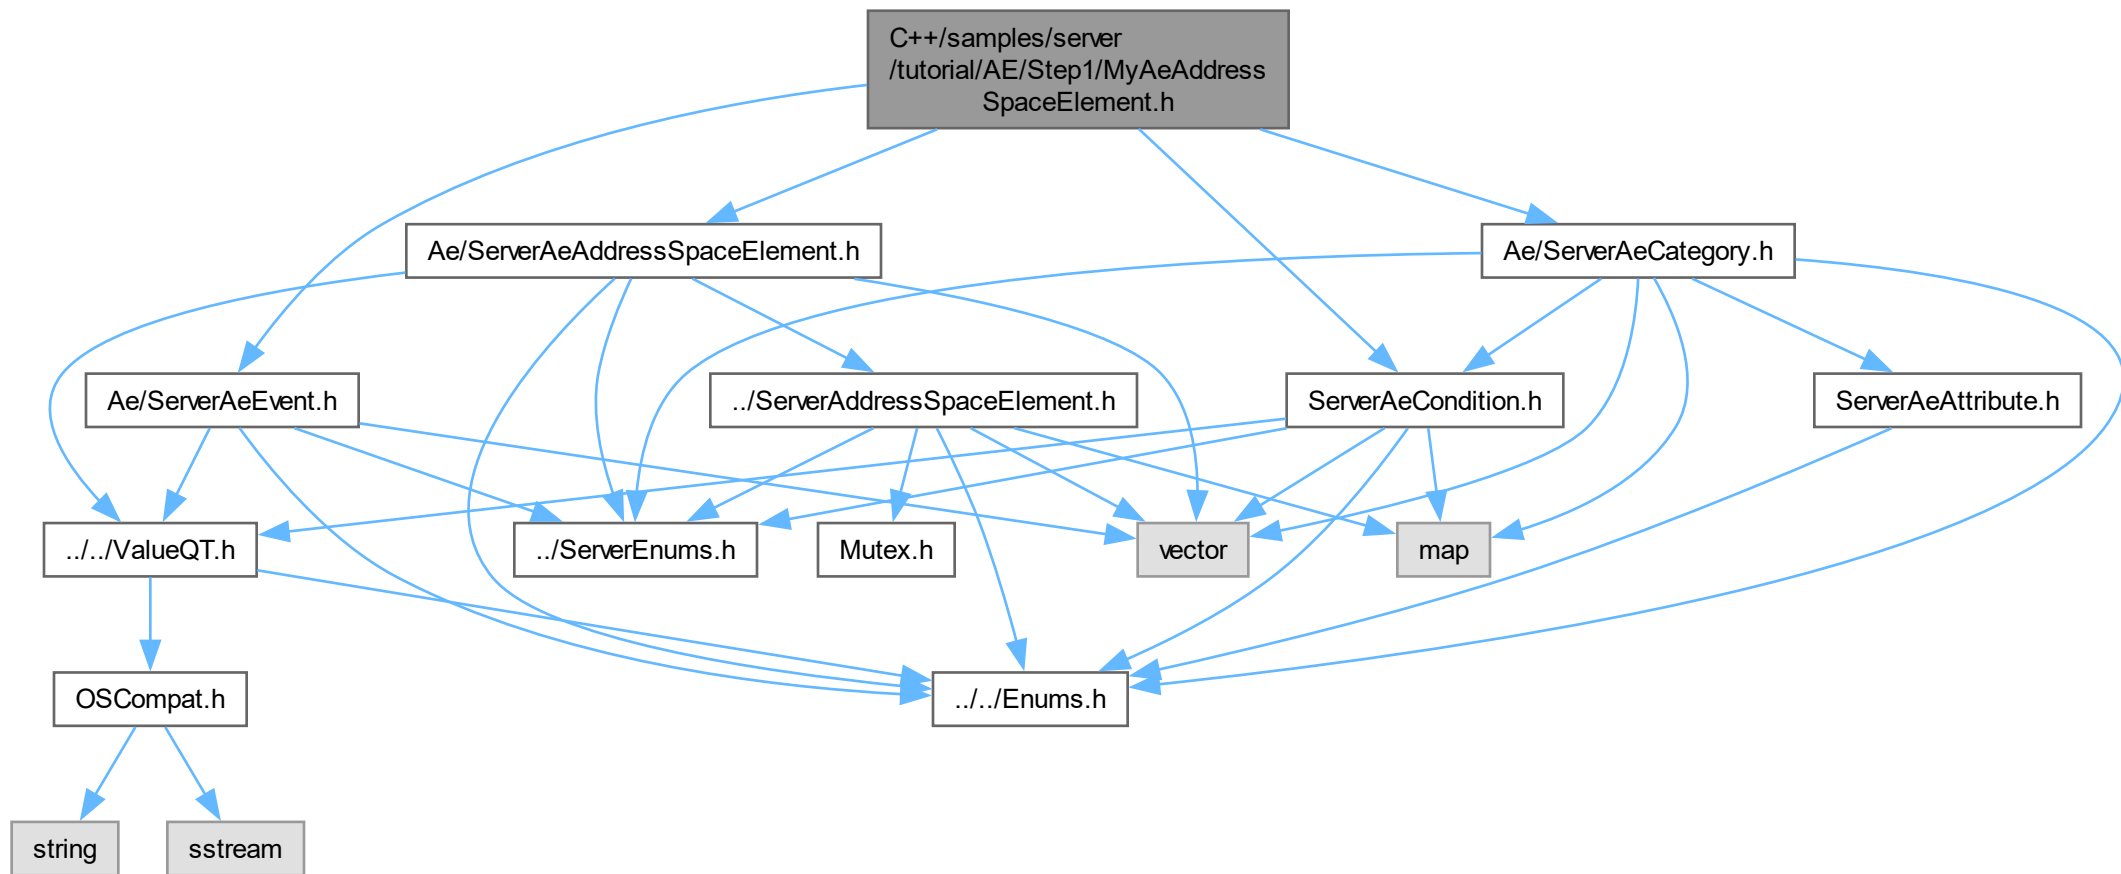 C++/samples/server
/tutorial/AE/Step1/MyAeAddress
SpaceElement.h
Ae/ServerAeAddressSpaceElement.h
Ae/ServerAeCategory.h
Ae/ServerAeEvent.h
../ServerAddressSpaceElement.h
ServerAeCondition.h
ServerAeAttribute.h
../../ValueQT.h
../ServerEnums.h
Mutex.h
vector
map
OSCompat.h
../../Enums.h
string
sstream